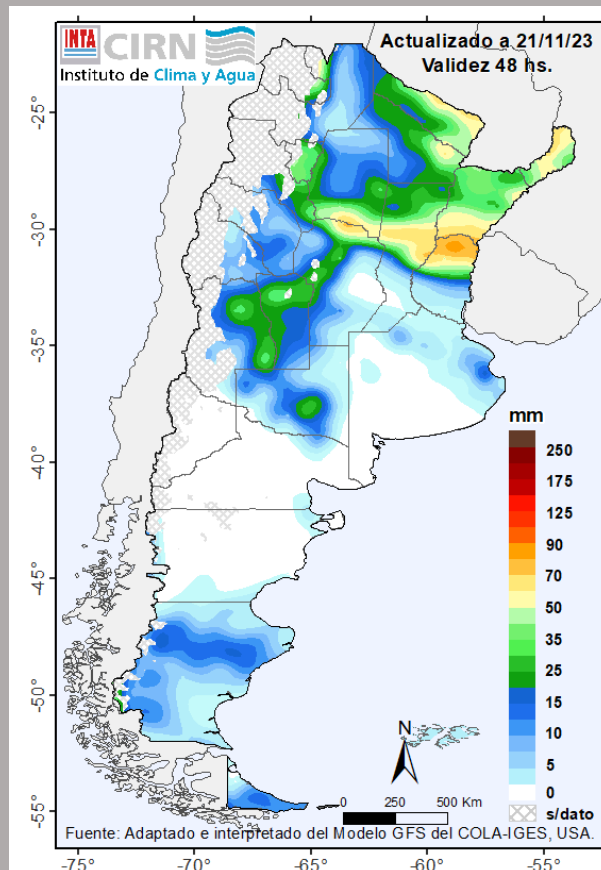 INTA CIRN
Instituto de Clima y Agua
Actualizado a 21/11/23
Validez 48 hs.
-25°
-30°
-35°
-40°
-45°
-50°
-55°
mm
250
175
125
90
70
50
35
25
15
10
5
0
s/dato
N
0 250 500 Km
Fuente: Adaptado e interpretado del Modelo GFS del COLA-IGES, USA.
-75° -70° -65° -60° -55°